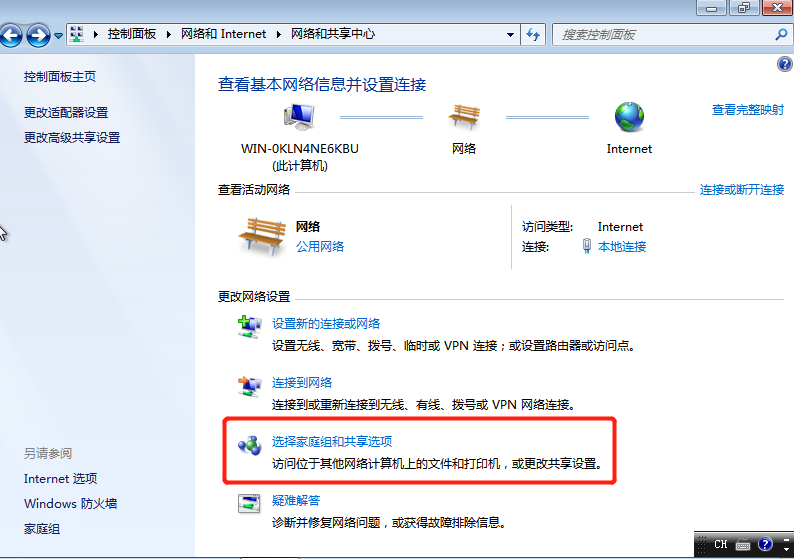 控制面板 网络和 Internet 网络和共享中心
搜索控制面板
控制面板主页
更改适配器设置
更改高级共享设置
查看基本网络信息并设置连接
查看完整映射
WIN-0KLN4NE6KBU
(此计算机)
网络
Internet
查看活动网络
连接或断开连接
网络
公用网络
访问类型: Internet
连接: 本地连接
更改网络设置
设置新的连接或网络
设置无线、宽带、拨号、临时或 VPN 连接；或设置路由器或访问点。
连接到网络
连接到或重新连接到无线、有线、拨号或 VPN 网络连接。
选择家庭组和共享选项
访问位于其他网络计算机上的文件和打印机，或更改共享设置。
疑难解答
诊断并修复网络问题，或获得故障排除信息。
另请参阅
Internet 选项
Windows 防火墙
家庭组
CH